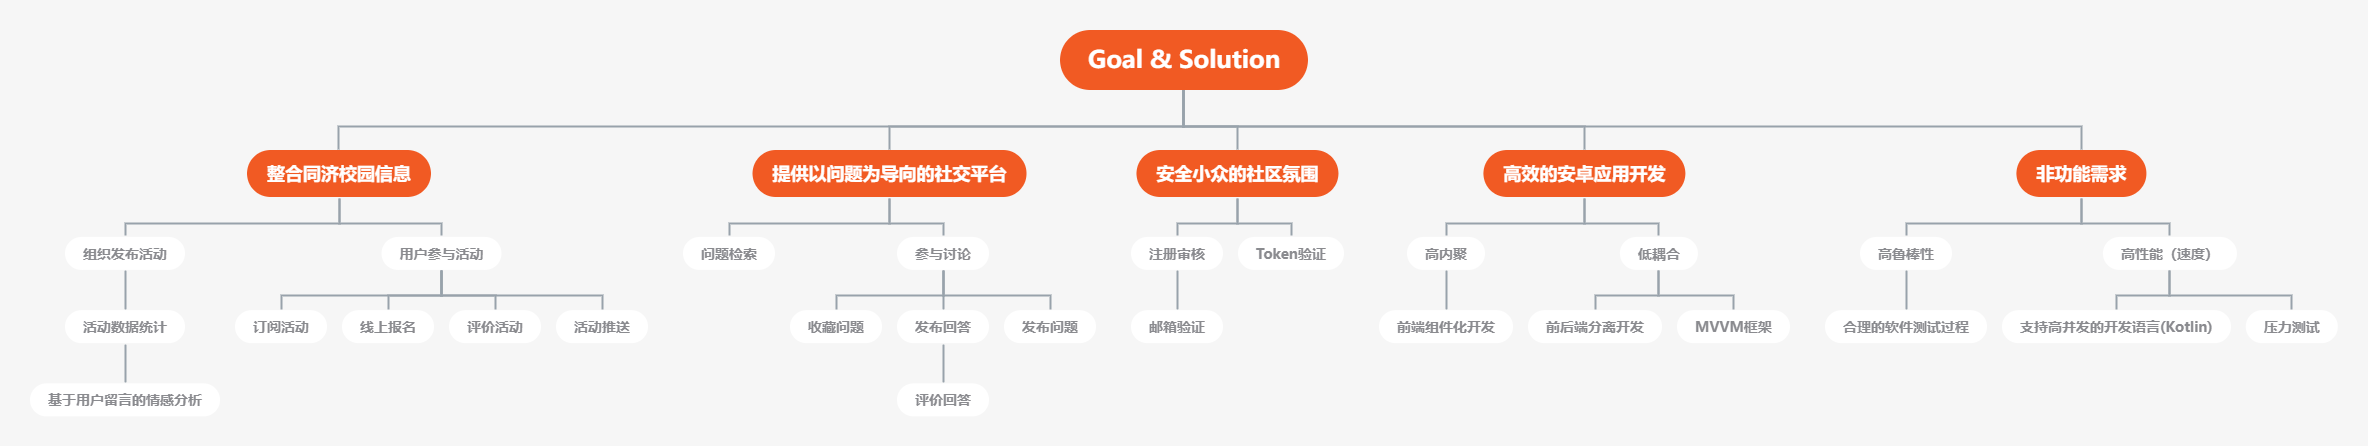 Goal & Solution
整合同济校园信息
提供以问题为导向的社交平台
安全小众的社区氛围
高效的安卓应用开发
非功能需求
组织发布活动
用户参与活动
问题检索
参与讨论
注册审核
Token验证
高内聚
低耦合
高鲁棒性
高性能（速度）
活动数据统计
订阅活动
线上报名
评价活动
活动推送
收藏问题
发布回答
发布问题
邮箱验证
前端组件化开发
前后端分离开发
MVVM框架
合理的软件测试过程
支持高并发的开发语言(Kotlin)
压力测试
基于用户留言的情感分析
评价回答